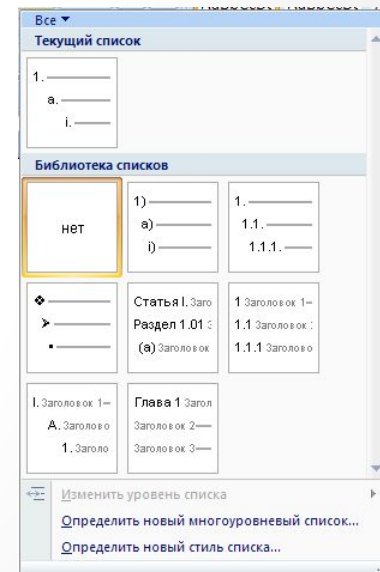 Все
Текущий список
1.
a.
i.
Библиотека списков
нет
1)
a)
i)
1.
1.1.
1.1.1.
Статья I. Заго
Раздел 1.01 З
(a) Заголовок
1 Заголовок 1
1.1 Заголовок
1.1.1 Заголово
I. Заголовок 1
A. Заголово
1. Заголо
Глава 1 Загол
Заголовок 2
Заголовок 3
Изменить уровень списка
Определить новый многоуровневый список...
Определить новый стиль списка...